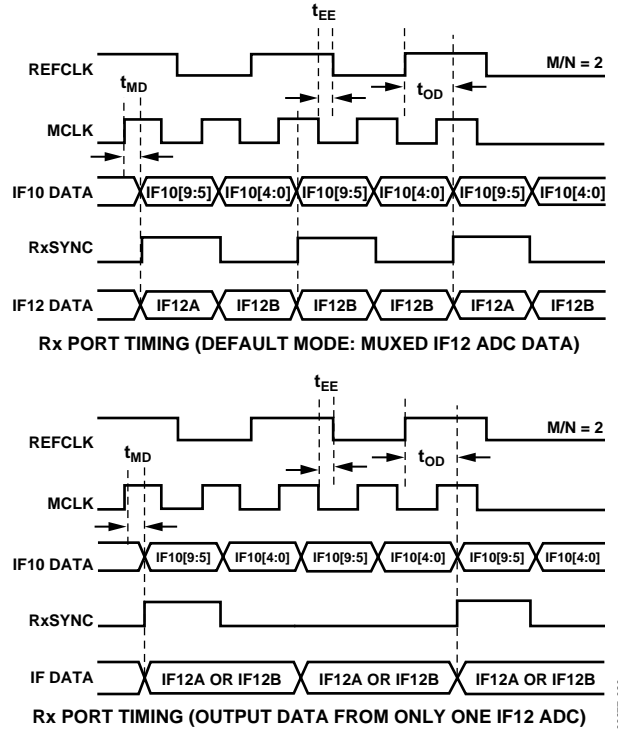 tEE
REFCLK
M/N = 2
tMD
tOD
MCLK
IF10 DATA
IF10[9:5] IF10[4:0] IF10[9:5] IF10[4:0] IF10[9:5] IF10[4:0]
RxSYNC
IF12 DATA
IF12A IF12B IF12B IF12B IF12A IF12B
Rx PORT TIMING (DEFAULT MODE: MUXED IF12 ADC DATA)
tEE
REFCLK
M/N = 2
tMD
tOD
MCLK
IF10 DATA
IF10[9:5] IF10[4:0] IF10[9:5] IF10[4:0] IF10[9:5] IF10[4:0]
RxSYNC
IF DATA
IF12A OR IF12B IF12A OR IF12B IF12A OR IF12B
Rx PORT TIMING (OUTPUT DATA FROM ONLY ONE IF12 ADC)